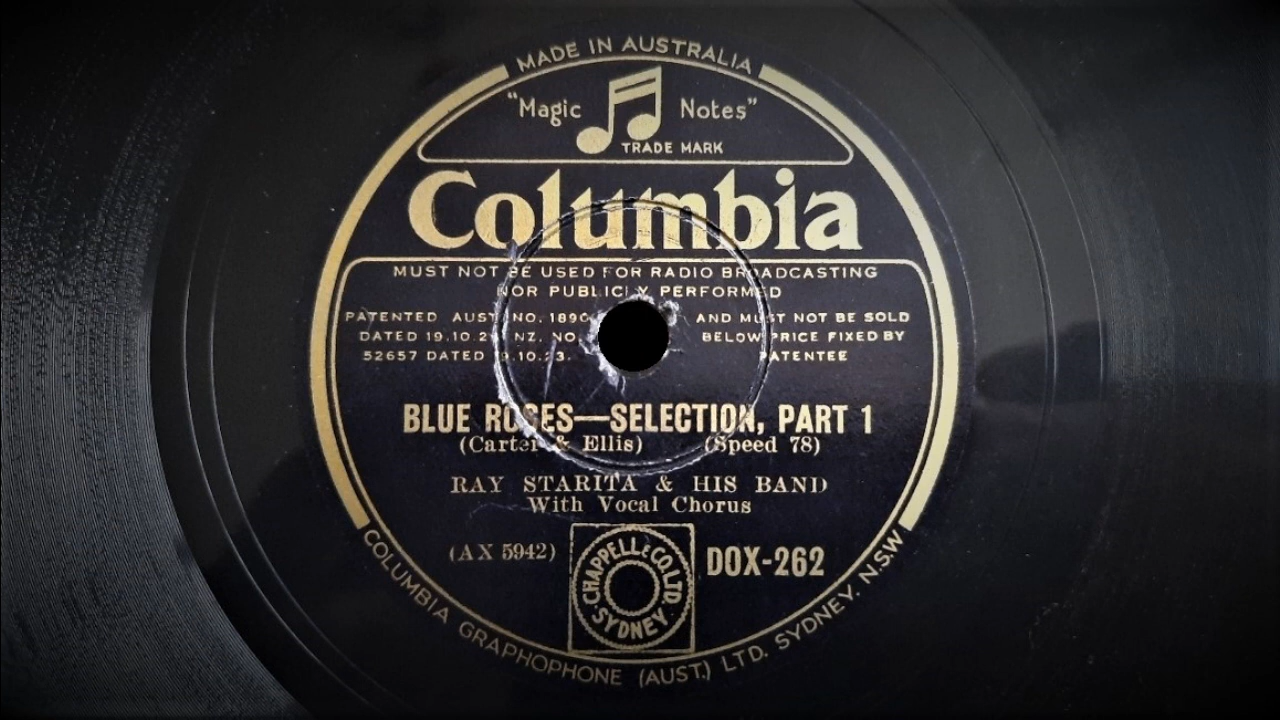 MADE IN AUSTRALIA
"Magic Notes"
TRADE MARK
Columbia
MUST NOT BE USED FOR RADIO BROADCASTING
NOR PUBLICLY PERFORMED
PATENTED AUST. NO. 1890 AND MUST NOT BE SOLD
DATED 19.10.2 NZ. NO. BELOW PRICE FIXED BY
52657 DATED 9.10.23. PATENTEE
BLUE ROSES—SELECTION, PART 1
(Carter & Ellis) (Speed 78)
RAY STARITA & HIS BAND
With Vocal Chorus
(AX 5942) DOX-262
CHAPPELL & CO. LTD
SYDNEY
COLUMBIA GRAPHOPHONE (AUST.) LTD. SYDNEY. N.S.W